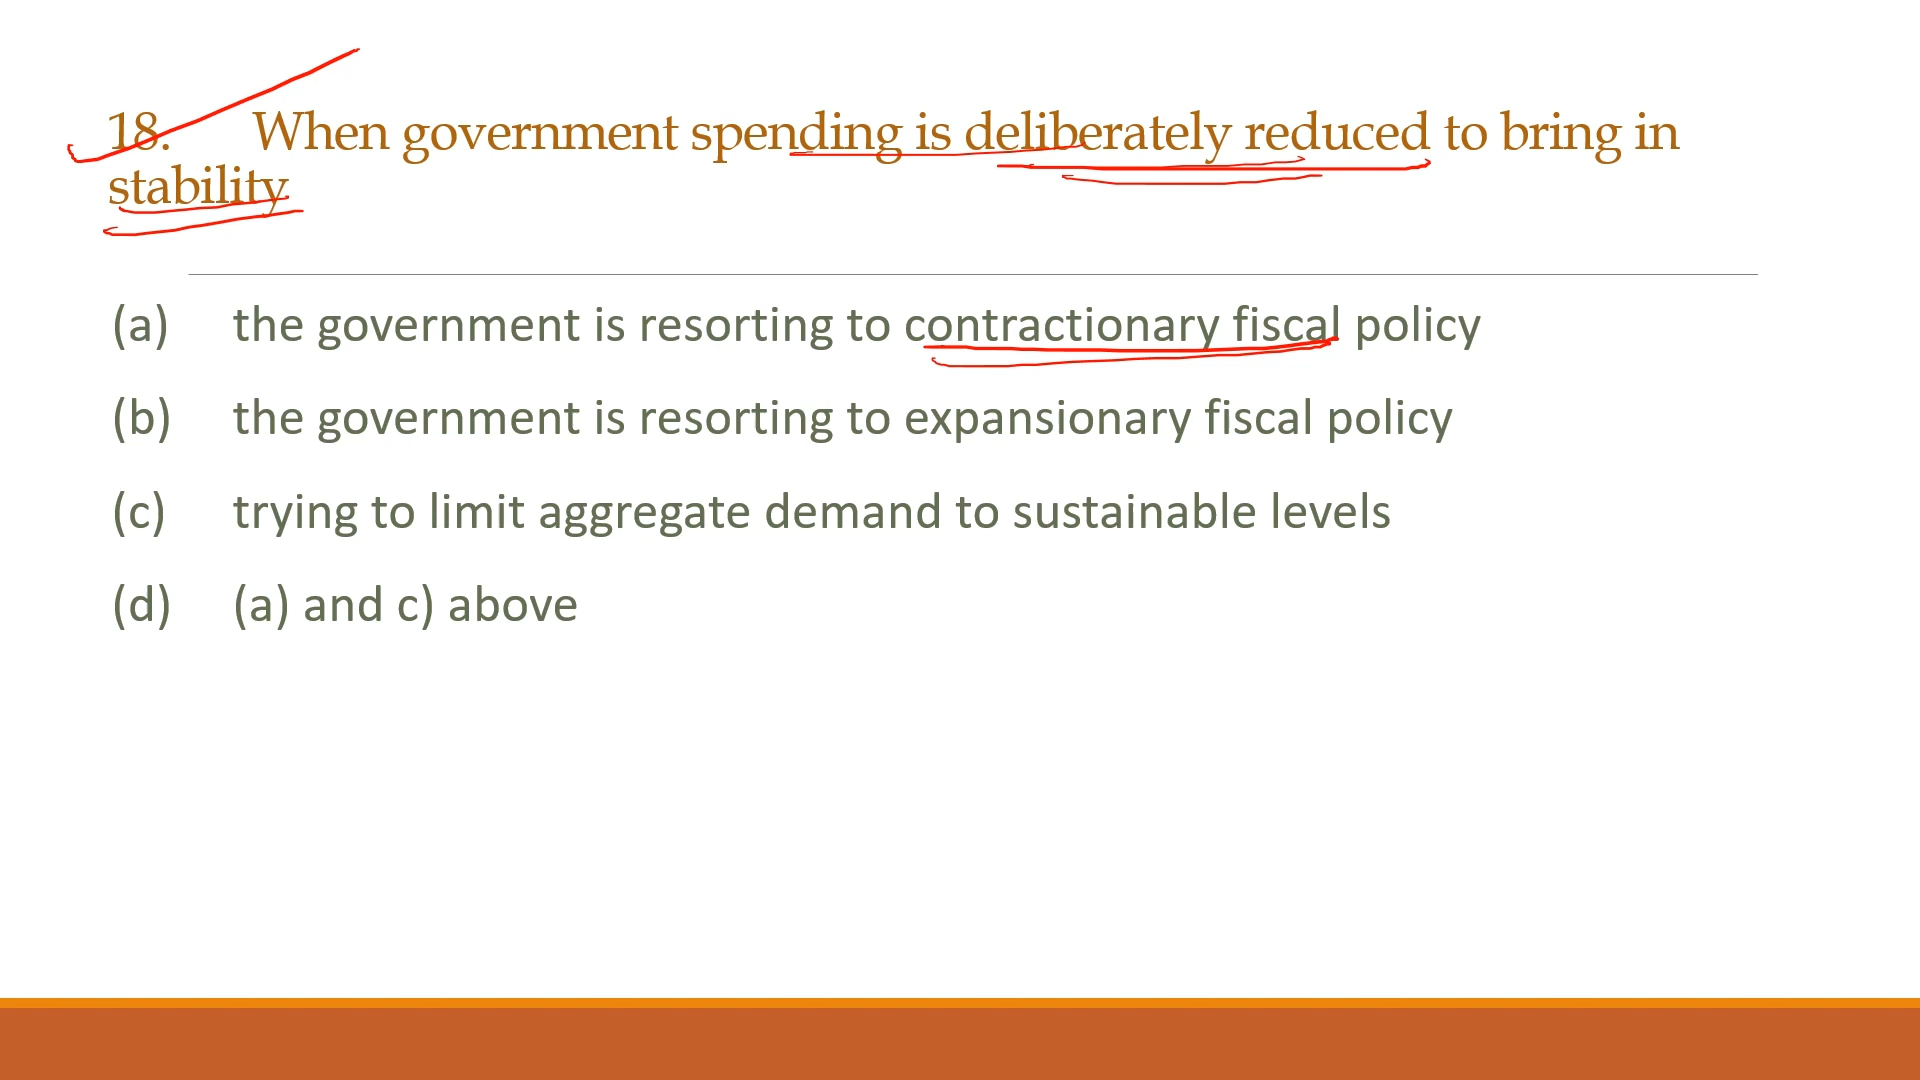 18. When government spending is deliberately reduced to bring in
stability
(a) the government is resorting to contractionary fiscal policy
(b) the government is resorting to expansionary fiscal policy
(c) trying to limit aggregate demand to sustainable levels
(d) (a) and c) above